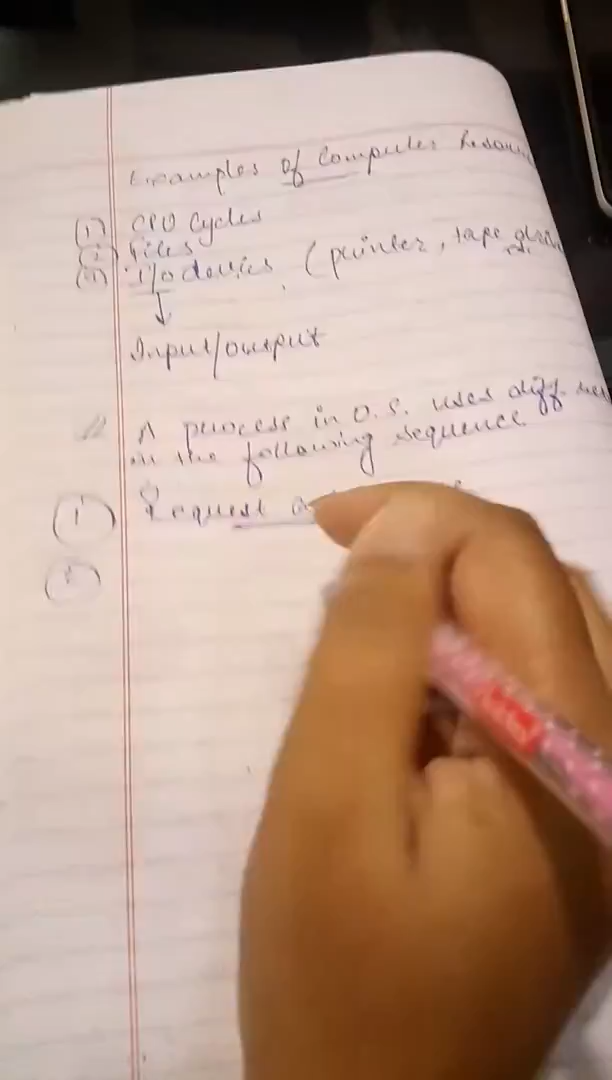 Examples of Computer
(1) CPU Cycles
(2) Files
(3) I/O devices (printer, tape
Input/output
A process in O.S. uses diff
in the following sequence
(1) Request